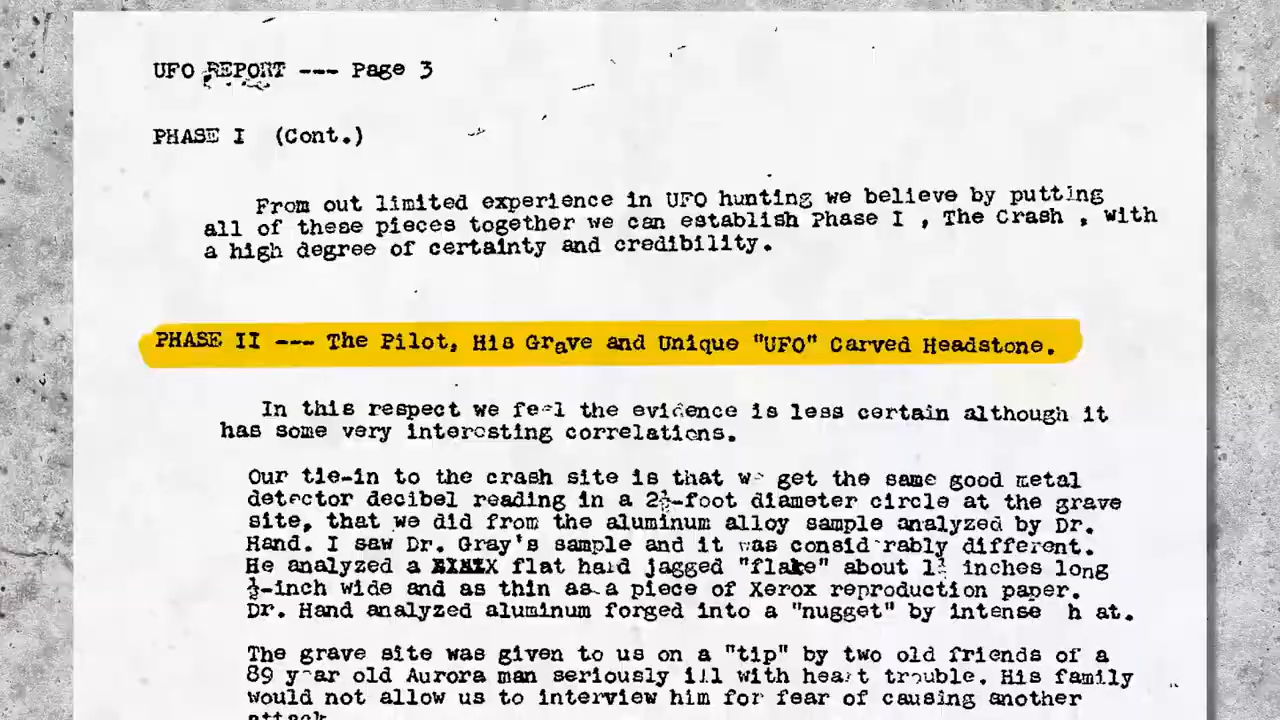 UFO REPORT --- Page 3
PHASE I (Cont.)
From out limited experience in UFO hunting we believe by putting
all of these pieces together we can establish Phase I , The Crash , with
a high degree of certainty and credibility.
PHASE II --- The Pilot, His Grave and Unique "UFO" Carved Headstone.
In this respect we feel the evidence is less certain although it
has some very interesting correlations.
Our tie-in to the crash site is that we get the same good metal
detector decibel reading in a 2½-foot diameter circle at the grave
site, that we did from the aluminum alloy sample analyzed by Dr.
Hand. I saw Dr. Gray's sample and it was considerably different.
He analyzed a flat hard jagged "flake" about inches long
-inch wide and as thin as a piece of Xerox reproduction paper.
Dr. Hand analyzed aluminum forged into a "nugget" by intense h at.
The grave site was given to us on a "tip" by two old friends of a
89 year old Aurora man seriously ill with heart trouble. His family
would not allow us to interview him for fear of causing another
attack